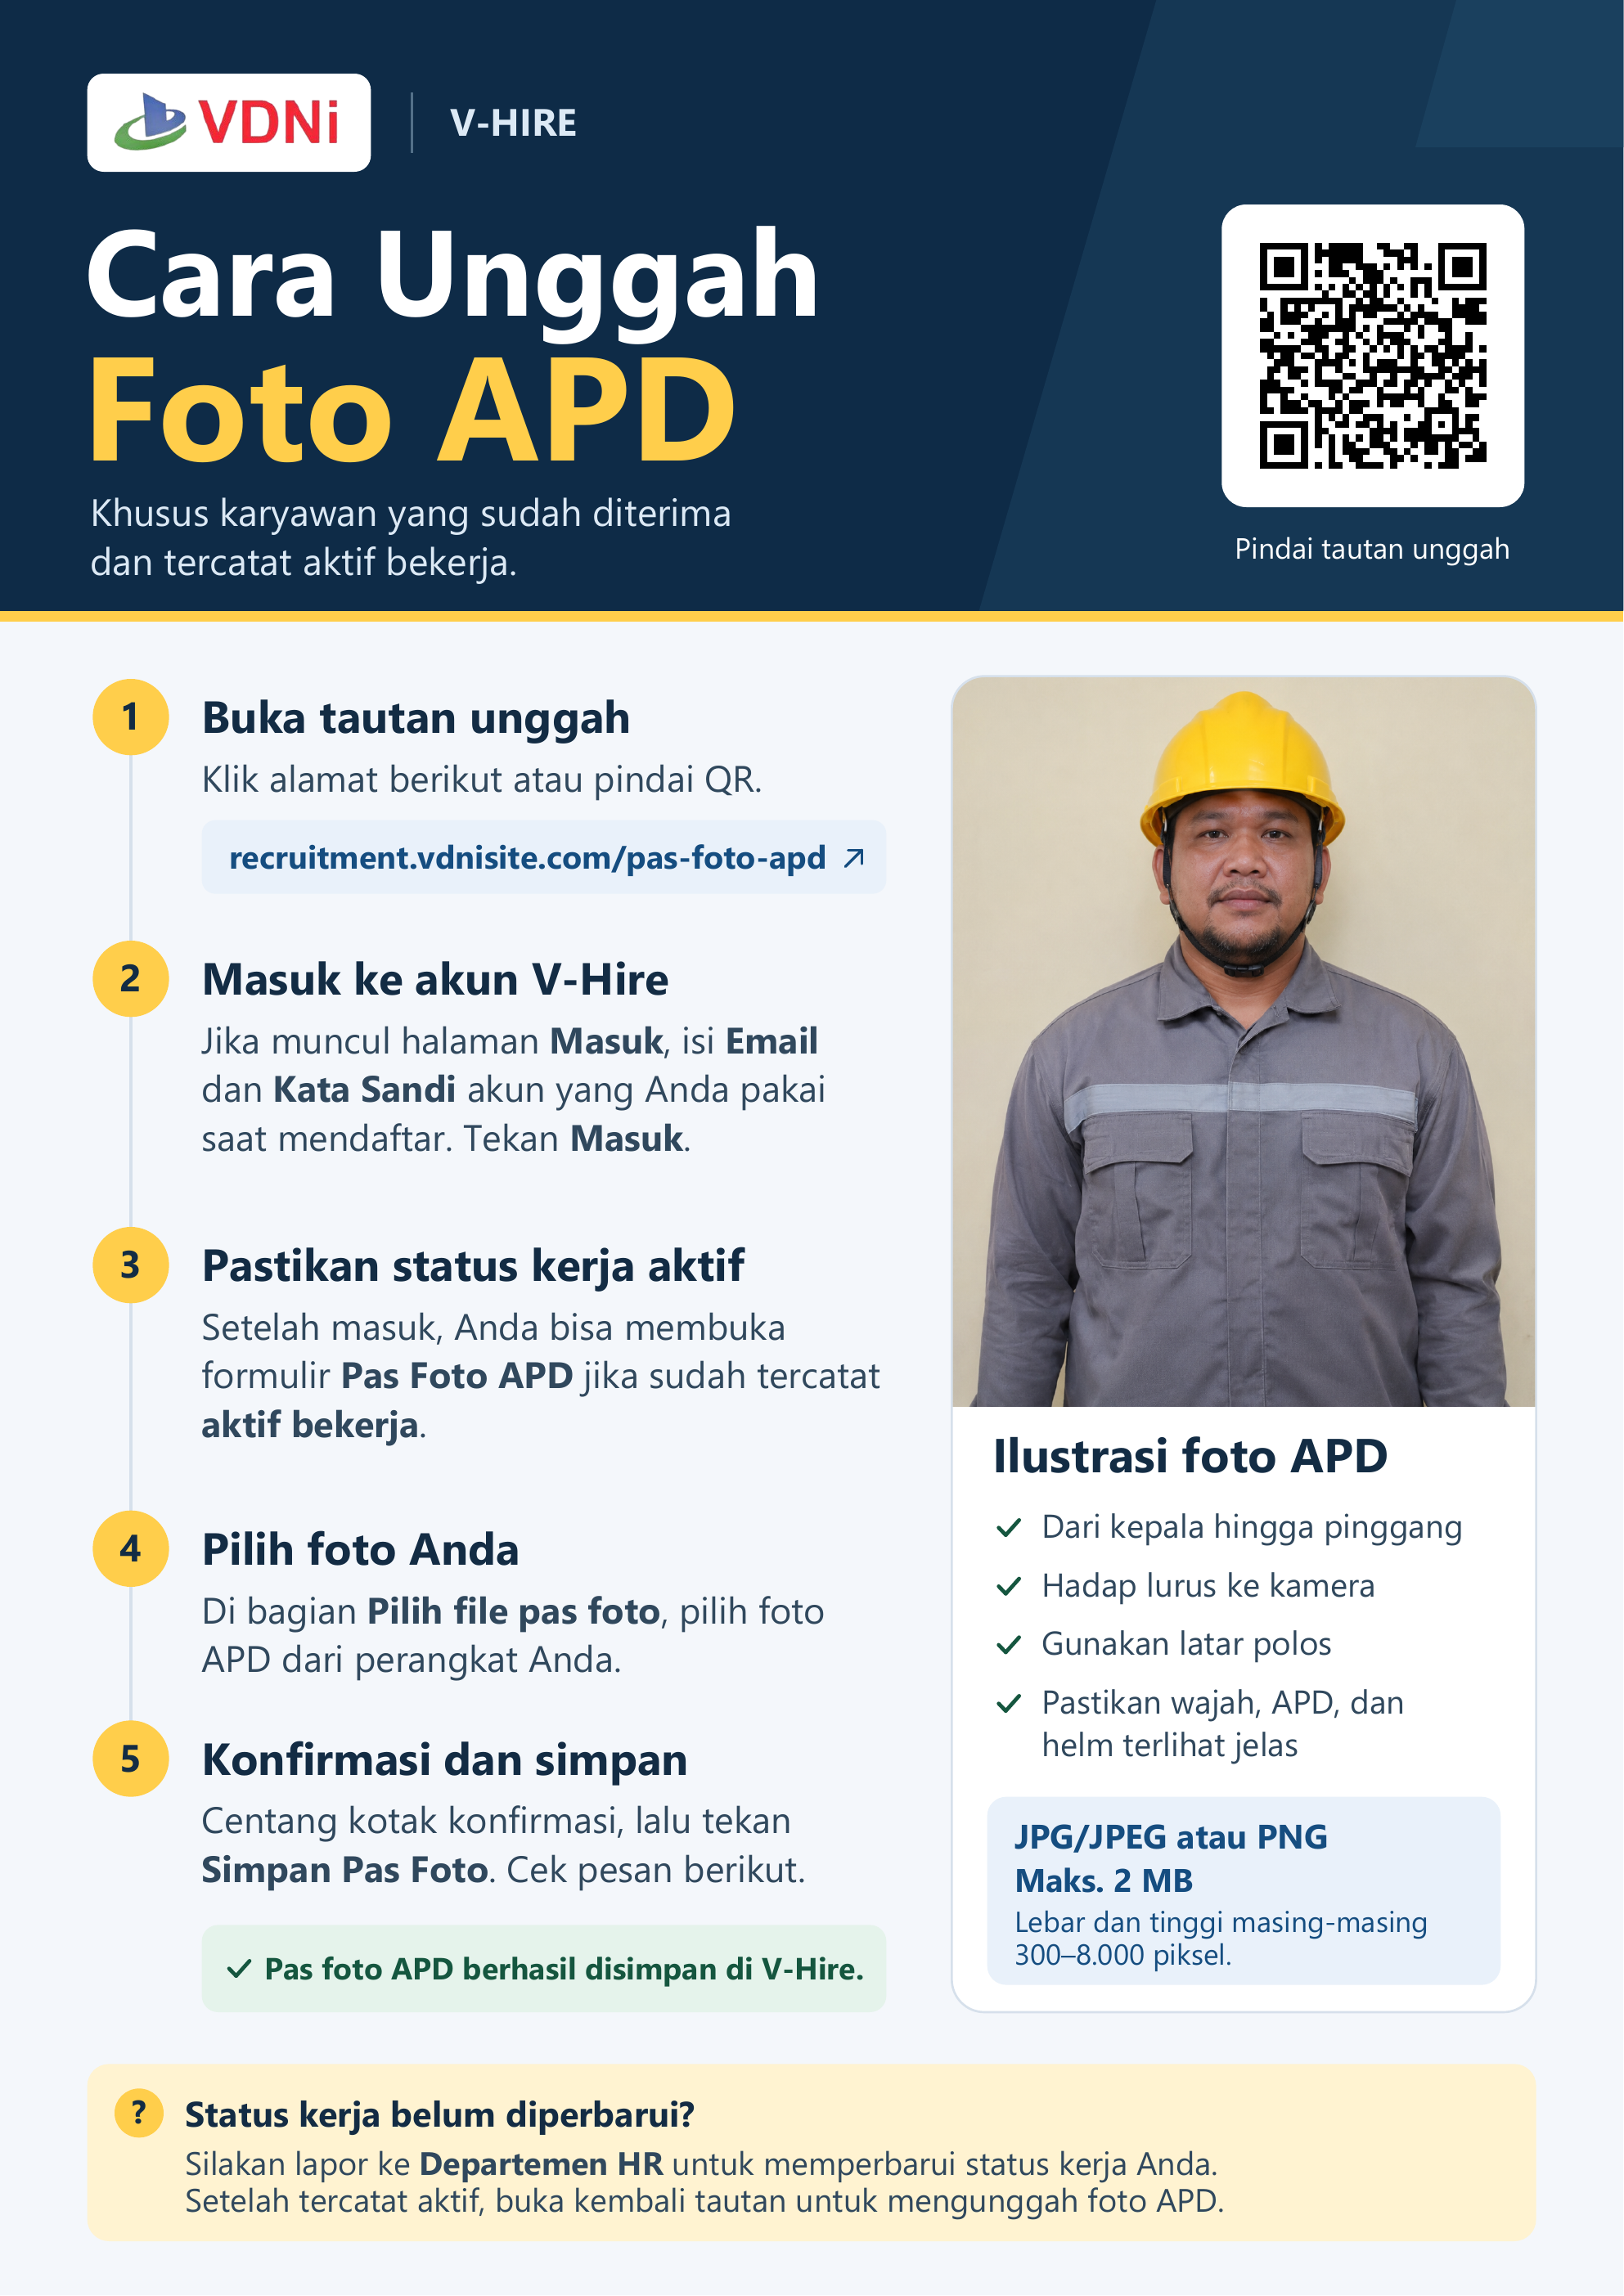 VDNi
V-HIRE
Cara Unggah
Foto APD
Khusus karyawan yang sudah diterima
dan tercatat aktif bekerja.
Pindai tautan unggah
1
Buka tautan unggah
Klik alamat berikut atau pindai QR.
recruitment.vdnisite.com/pas-foto-apd ↗
2
Masuk ke akun V-Hire
Jika muncul halaman Masuk, isi Email
dan Kata Sandi akun yang Anda pakai
saat mendaftar. Tekan Masuk.
3
Pastikan status kerja aktif
Setelah masuk, Anda bisa membuka
formulir Pas Foto APD jika sudah tercatat
aktif bekerja.
4
Pilih foto Anda
Di bagian Pilih file pas foto, pilih foto
APD dari perangkat Anda.
5
Konfirmasi dan simpan
Centang kotak konfirmasi, lalu tekan
Simpan Pas Foto. Cek pesan berikut.
✓ Pas foto APD berhasil disimpan di V-Hire.
Ilustrasi foto APD
✓ Dari kepala hingga pinggang
✓ Hadap lurus ke kamera
✓ Gunakan latar polos
✓ Pastikan wajah, APD, dan
helm terlihat jelas
JPG/JPEG atau PNG
Maks. 2 MB
Lebar dan tinggi masing-masing
300–8.000 piksel.
?
Status kerja belum diperbarui?
Silakan lapor ke Departemen HR untuk memperbarui status kerja Anda.
Setelah tercatat aktif, buka kembali tautan untuk mengunggah foto APD.